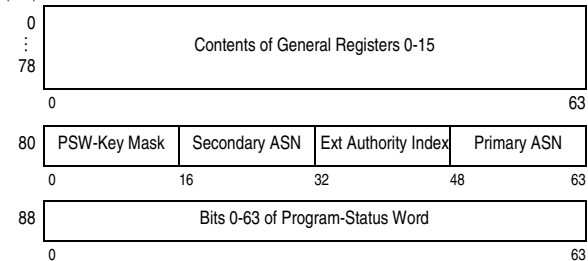 0
⋮
78
Contents of General Registers 0-15
0 63
80 PSW-Key Mask Secondary ASN Ext Authority Index Primary ASN
0 16 32 48 63
88 Bits 0-63 of Program-Status Word
0 63